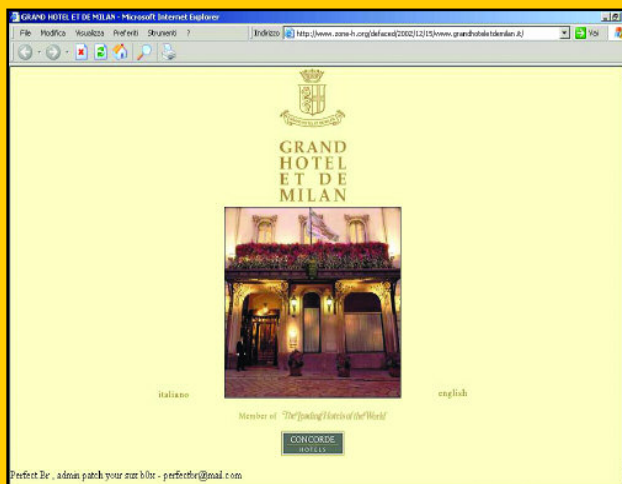 GRAND HOTEL ET DE MILAN - Microsoft Internet Explorer
File Modifica Visualizza Preferiti Strumenti ?
Indirizzo http://www.zone-h.org/defaced/2002/12/15/www.grandhoteletdemilan.it/ Vai
GRAND
HOTEL
ET DE
MILAN
italiano
english
Member of The Leading Hotels of the World
CONCORDE
HOTELS
Perfect Br , admin patch your sux b0x - perfectbr@mail.com